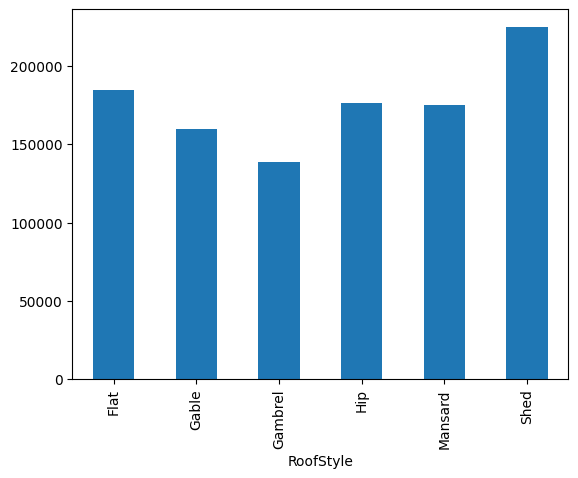 200000
150000
100000
50000
0
Flat
Gable
Gambrel
Hip
Mansard
Shed
RoofStyle